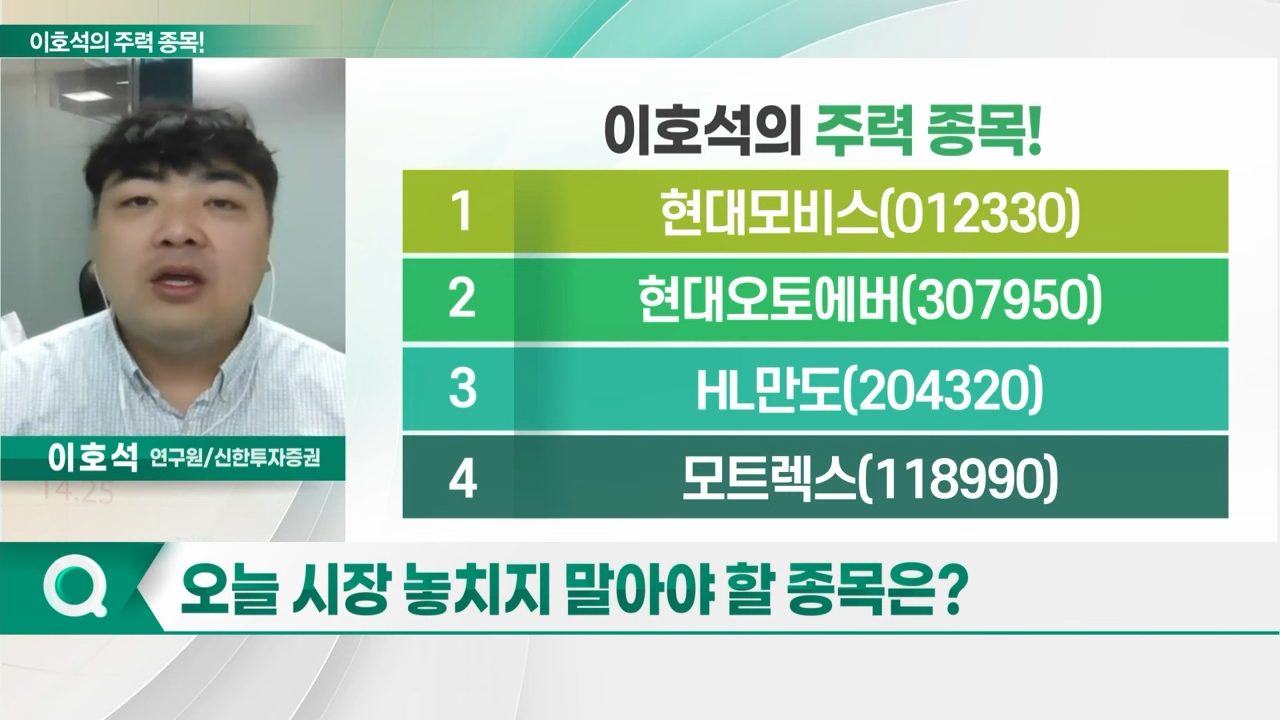 이호석의 주력 종목!
이호석의 주력 종목!
1 현대모비스(012330)
2 현대오토에버(307950)
3 HL만도(204320)
4 모트렉스(118990)
이호석 연구원/신한투자증권
14.25
오늘 시장 놓치지 말아야 할 종목은?